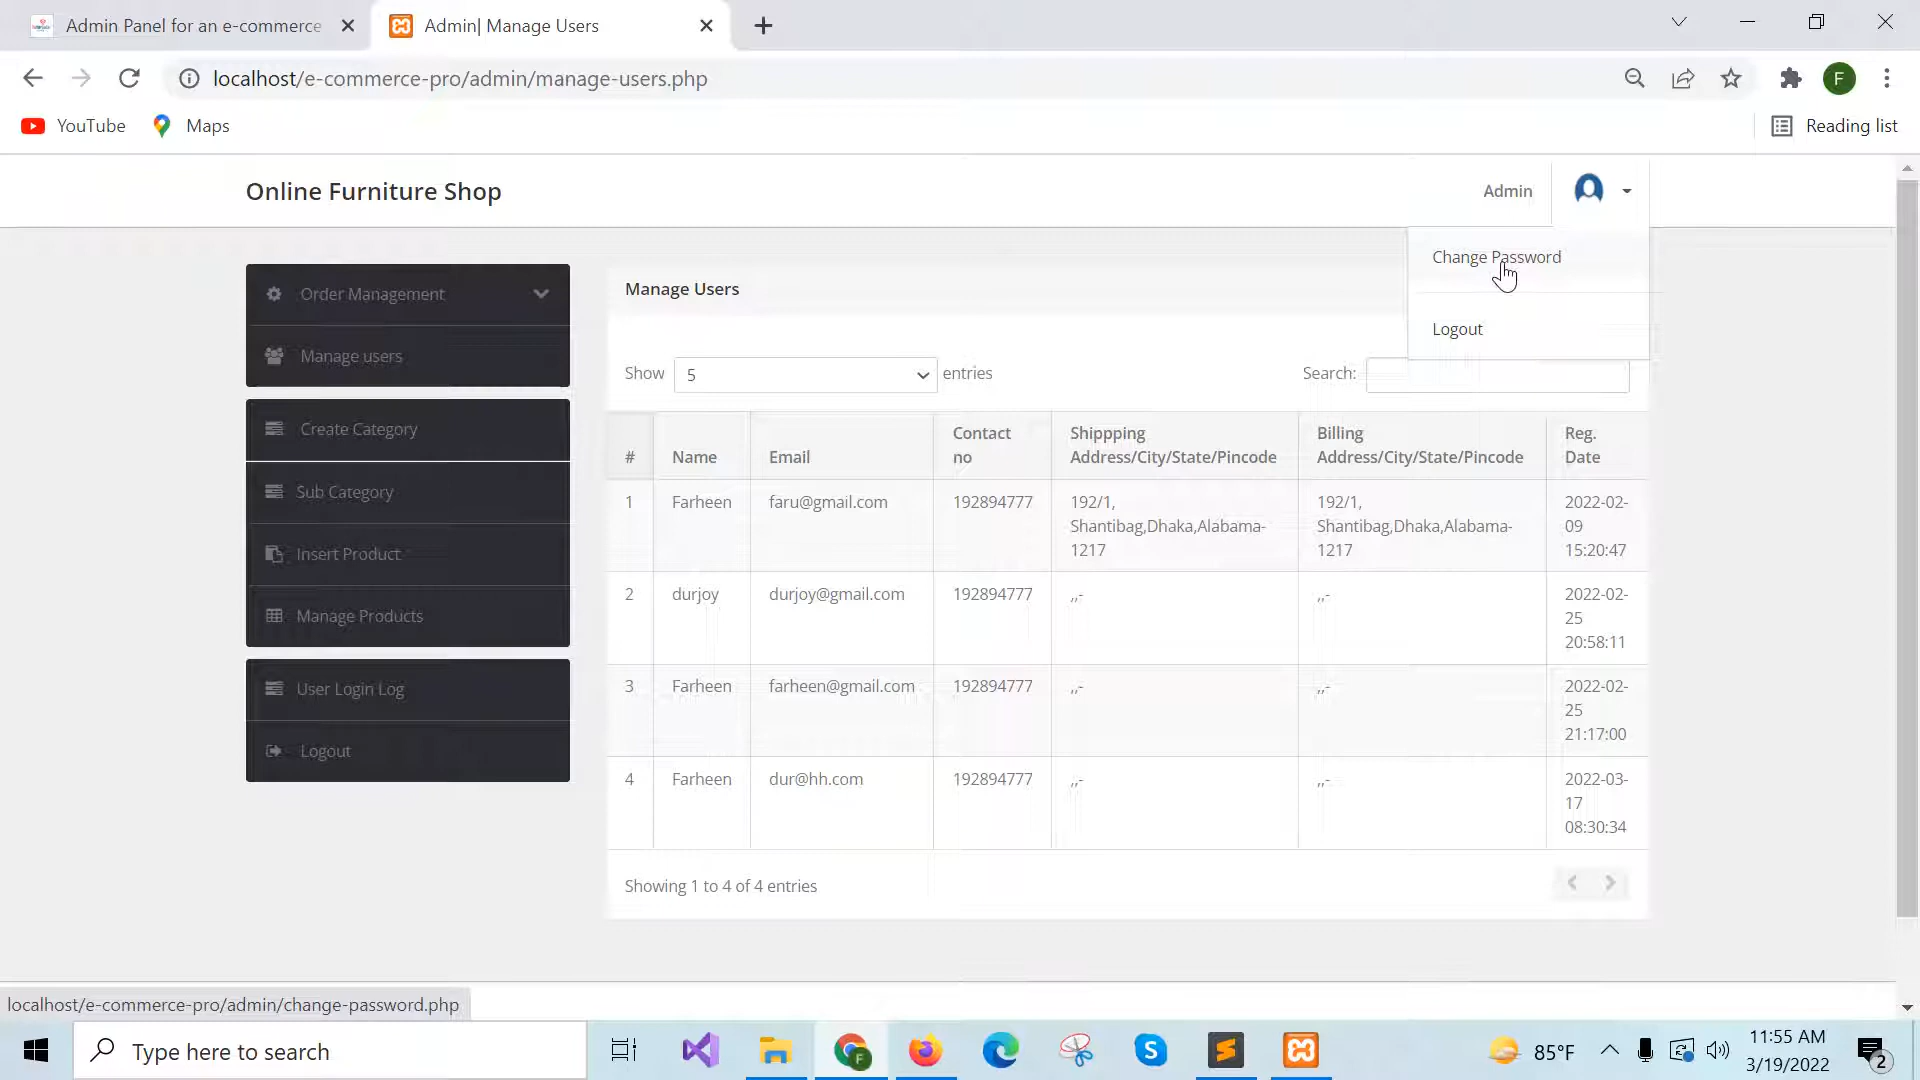 Admin Panel for an e-commerce
Admin| Manage Users
localhost/e-commerce-pro/admin/manage-users.php
F
YouTube
Maps
Reading list
Online Furniture Shop
Admin
Change Password
Logout
Order Management
Manage users
Create Category
Sub Category
Insert Product
Manage Products
User Login Log
Logout
Manage Users
Show 5 entries
Search:
# Name Email Contact no Shippping Address/City/State/Pincode Billing Address/City/State/Pincode Reg. Date
1 Farheen faru@gmail.com 192894777 192/1, Shantibag,Dhaka,Alabama-1217 192/1, Shantibag,Dhaka,Alabama-1217 2022-02-09 15:20:47
2 durjoy durjoy@gmail.com 192894777 ,,- ,,- 2022-02-25 20:58:11
3 Farheen farheen@gmail.com 192894777 ,,- ,,- 2022-02-25 21:17:00
4 Farheen dur@hh.com 192894777 ,,- ,,- 2022-03-17 08:30:34
Showing 1 to 4 of 4 entries
localhost/e-commerce-pro/admin/change-password.php
Type here to search
F
S
85°F
11:55 AM
3/19/2022
2